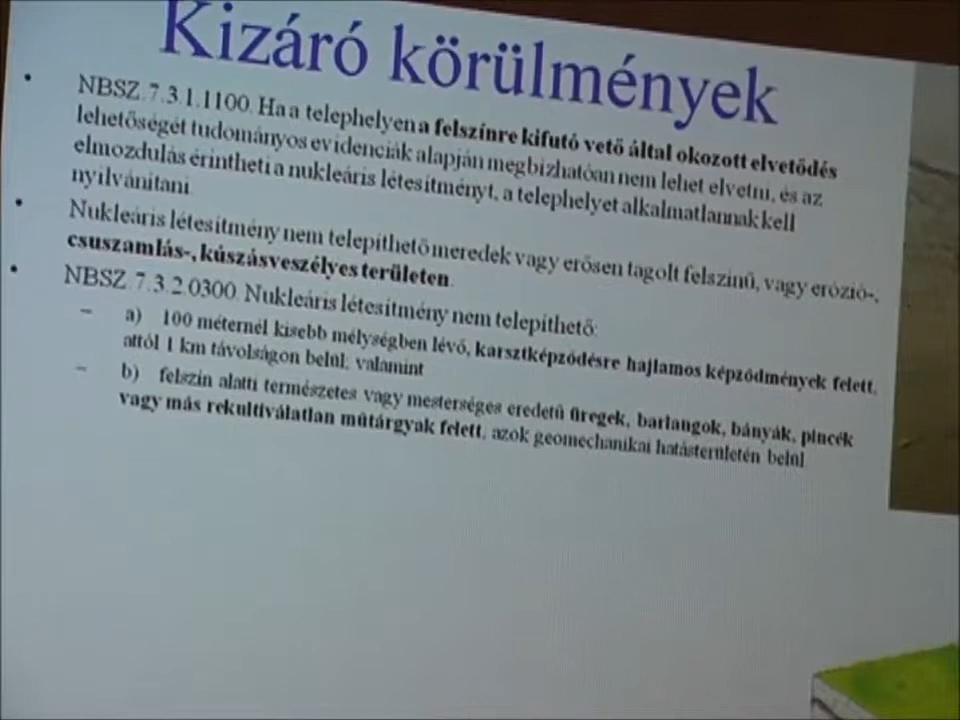 Kizáró körülmények
• NBSZ.7.3.1.1100. Ha a telephelyen a felszínre kifutó vető által okozott elvetődés
lehetőségét tudományos evidenciák alapján megbízhatóan nem lehet elvetni, és az
elmozdulás érintheti a nukleáris létesítményt, a telephelyet alkalmatlannak kell
nyilvánítani.
• Nukleáris létesítmény nem telepíthető meredek vagy erősen tagolt felszínű, vagy erózió-,
csuszamlás-, kúszásveszélyes területen.
• NBSZ.7.3.2.0300. Nukleáris létesítmény nem telepíthető:
– a) 100 méternél kisebb mélységben lévő, karsztképződésre hajlamos képződmények felett,
attól 1 km távolságon belül; valamint
– b) felszín alatti természetes vagy mesterséges eredetű üregek, barlangok, bányák, pincék
vagy más rekultiválatlan műtárgyak felett, azok geomechanikai hatásterületén belül.